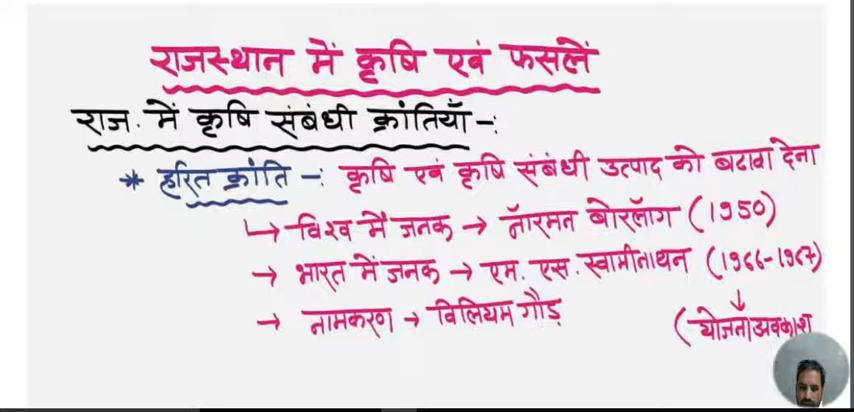 राजस्थान में कृषि एवं फसलें
राज. में कृषि संबंधी क्रांतियाँ -:
* हरित क्रांति -: कृषि एवं कृषि संबंधी उत्पाद को बढावा देना
↳ विश्व में जनक → नॉरमन बोरलॉग (1950)
→ भारत में जनक → एम. एस. स्वामीनाथन (1966-1967)
→ नामकरण → विलियम गौड़
↓
(योजना अवकाश